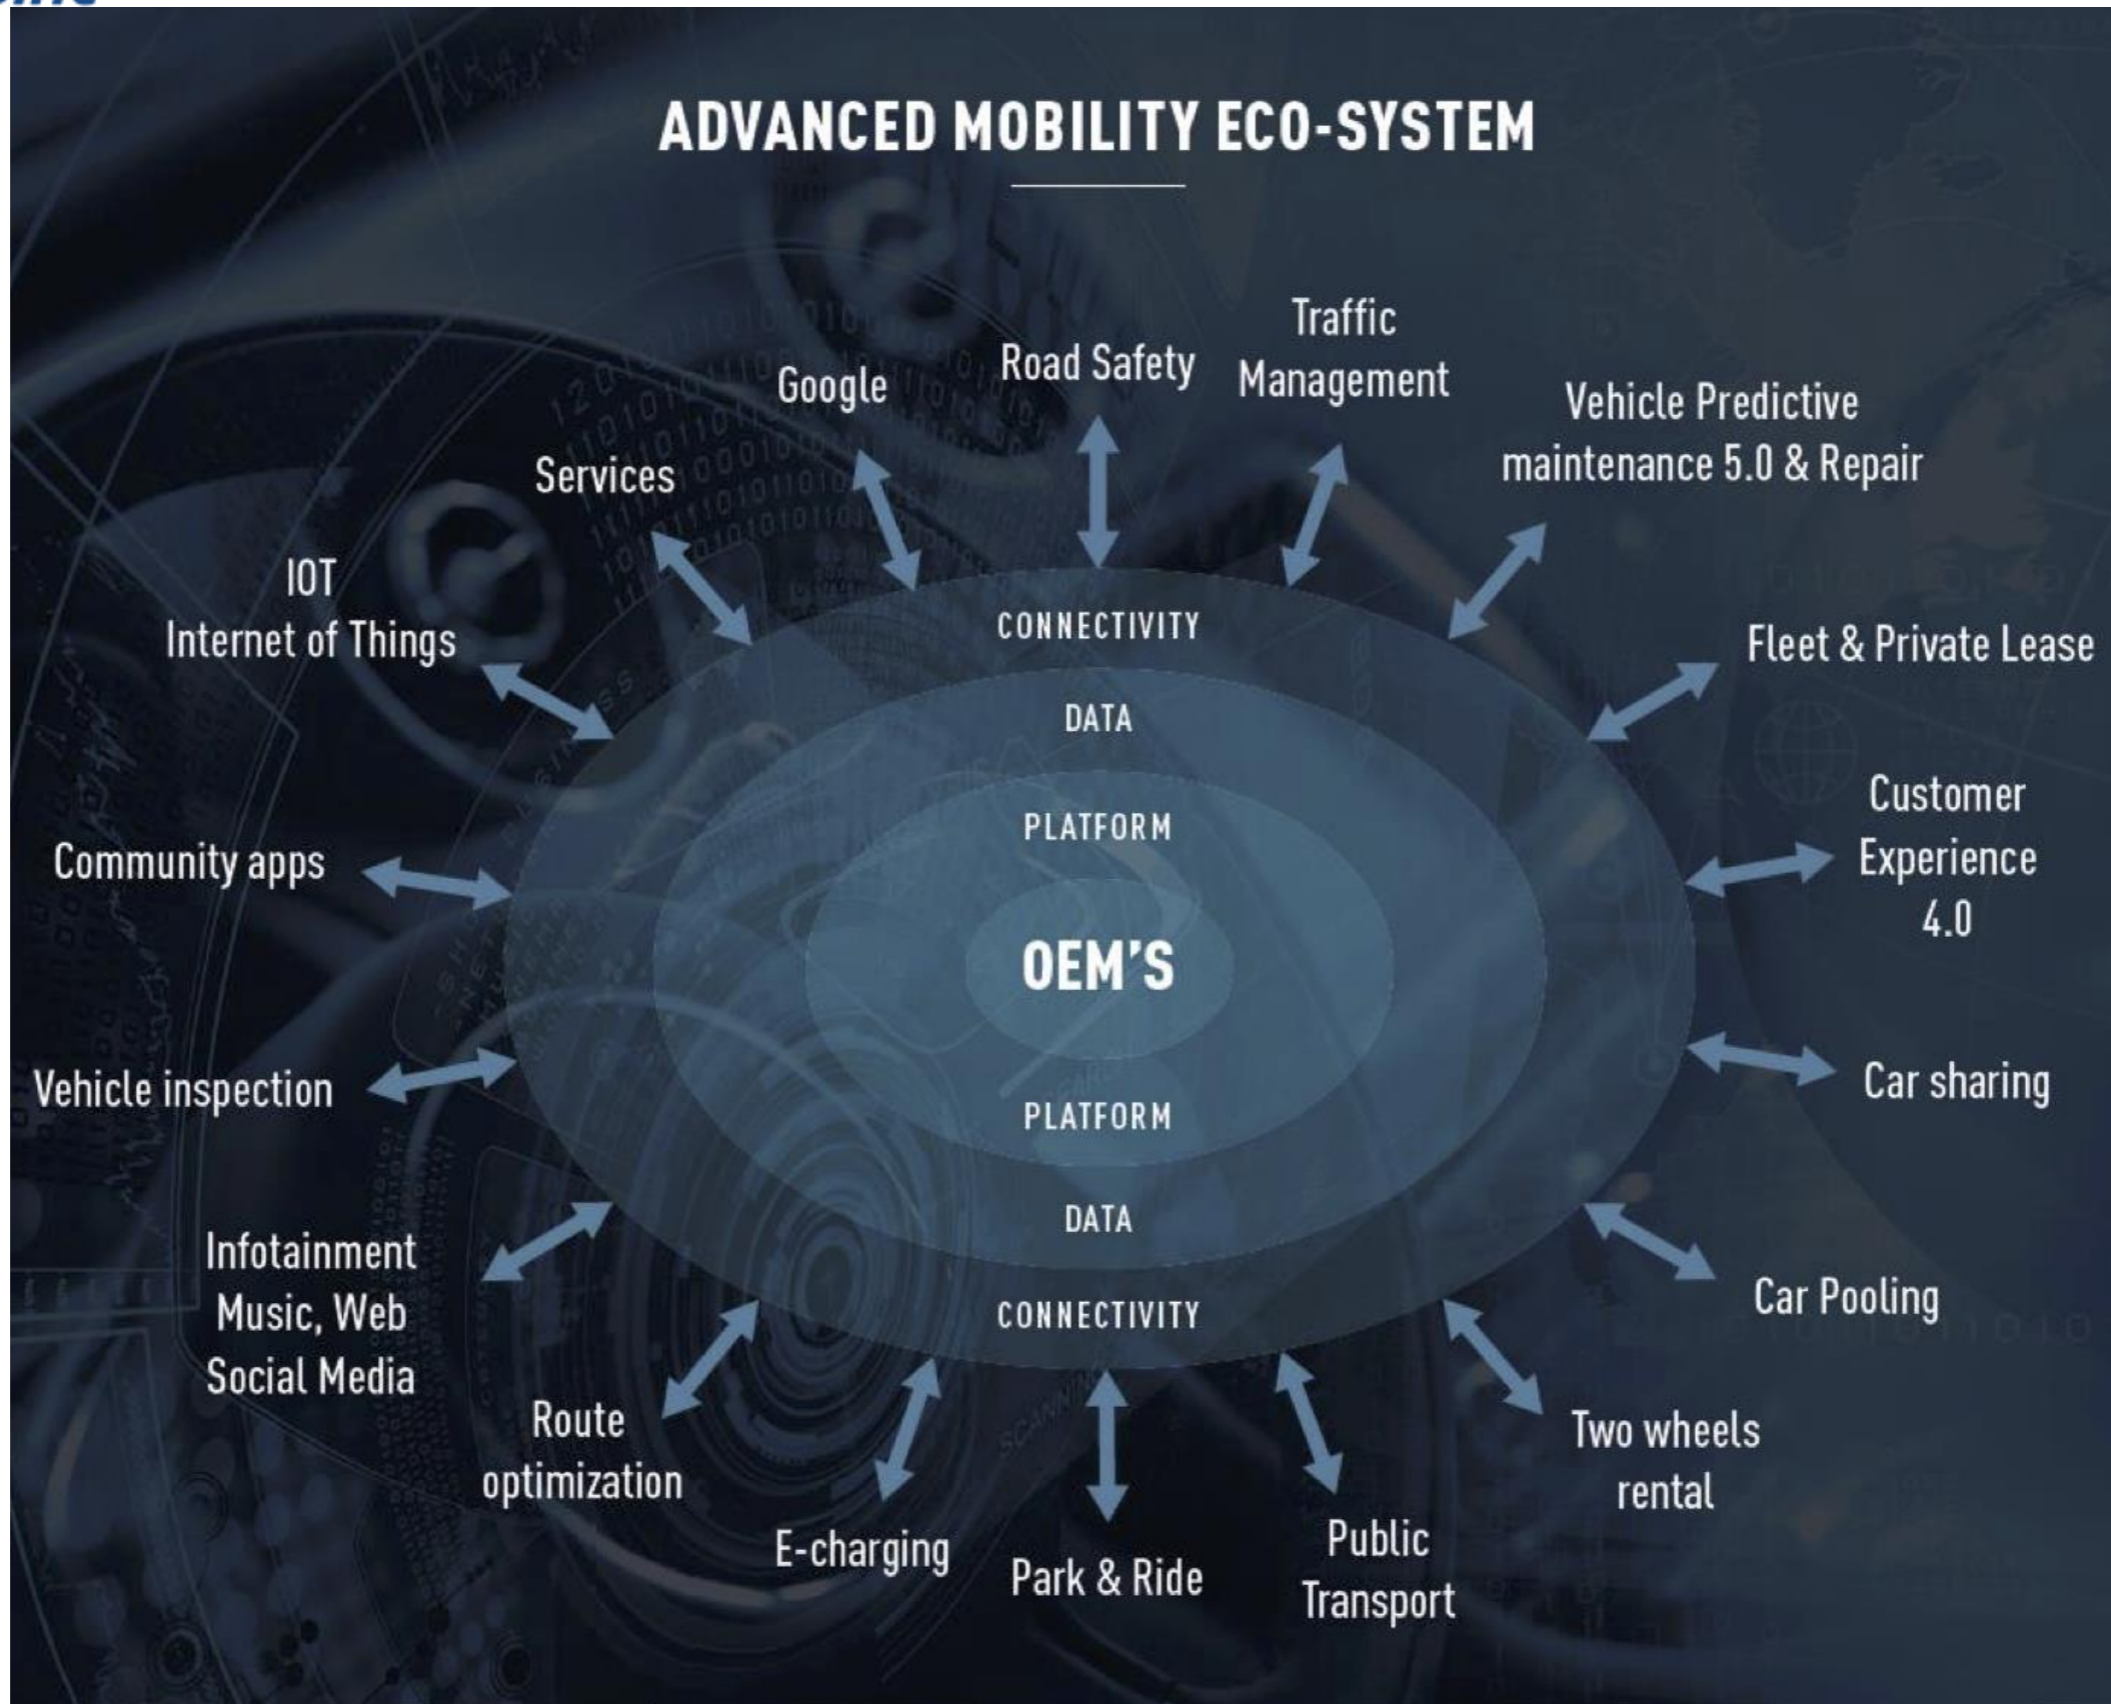 ADVANCED MOBILITY ECO-SYSTEM
Traffic
Management
Road Safety
Google
Vehicle Predictive
maintenance 5.0 & Repair
Services
IOT
Internet of Things
CONNECTIVITY
Fleet & Private Lease
DATA
Customer
Experience
4.0
PLATFORM
Community apps
OEM'S
Vehicle inspection
Car sharing
PLATFORM
DATA
Infotainment
Music, Web
Social Media
CONNECTIVITY
Car Pooling
Route
optimization
Two wheels
rental
E-charging
Park & Ride
Public
Transport